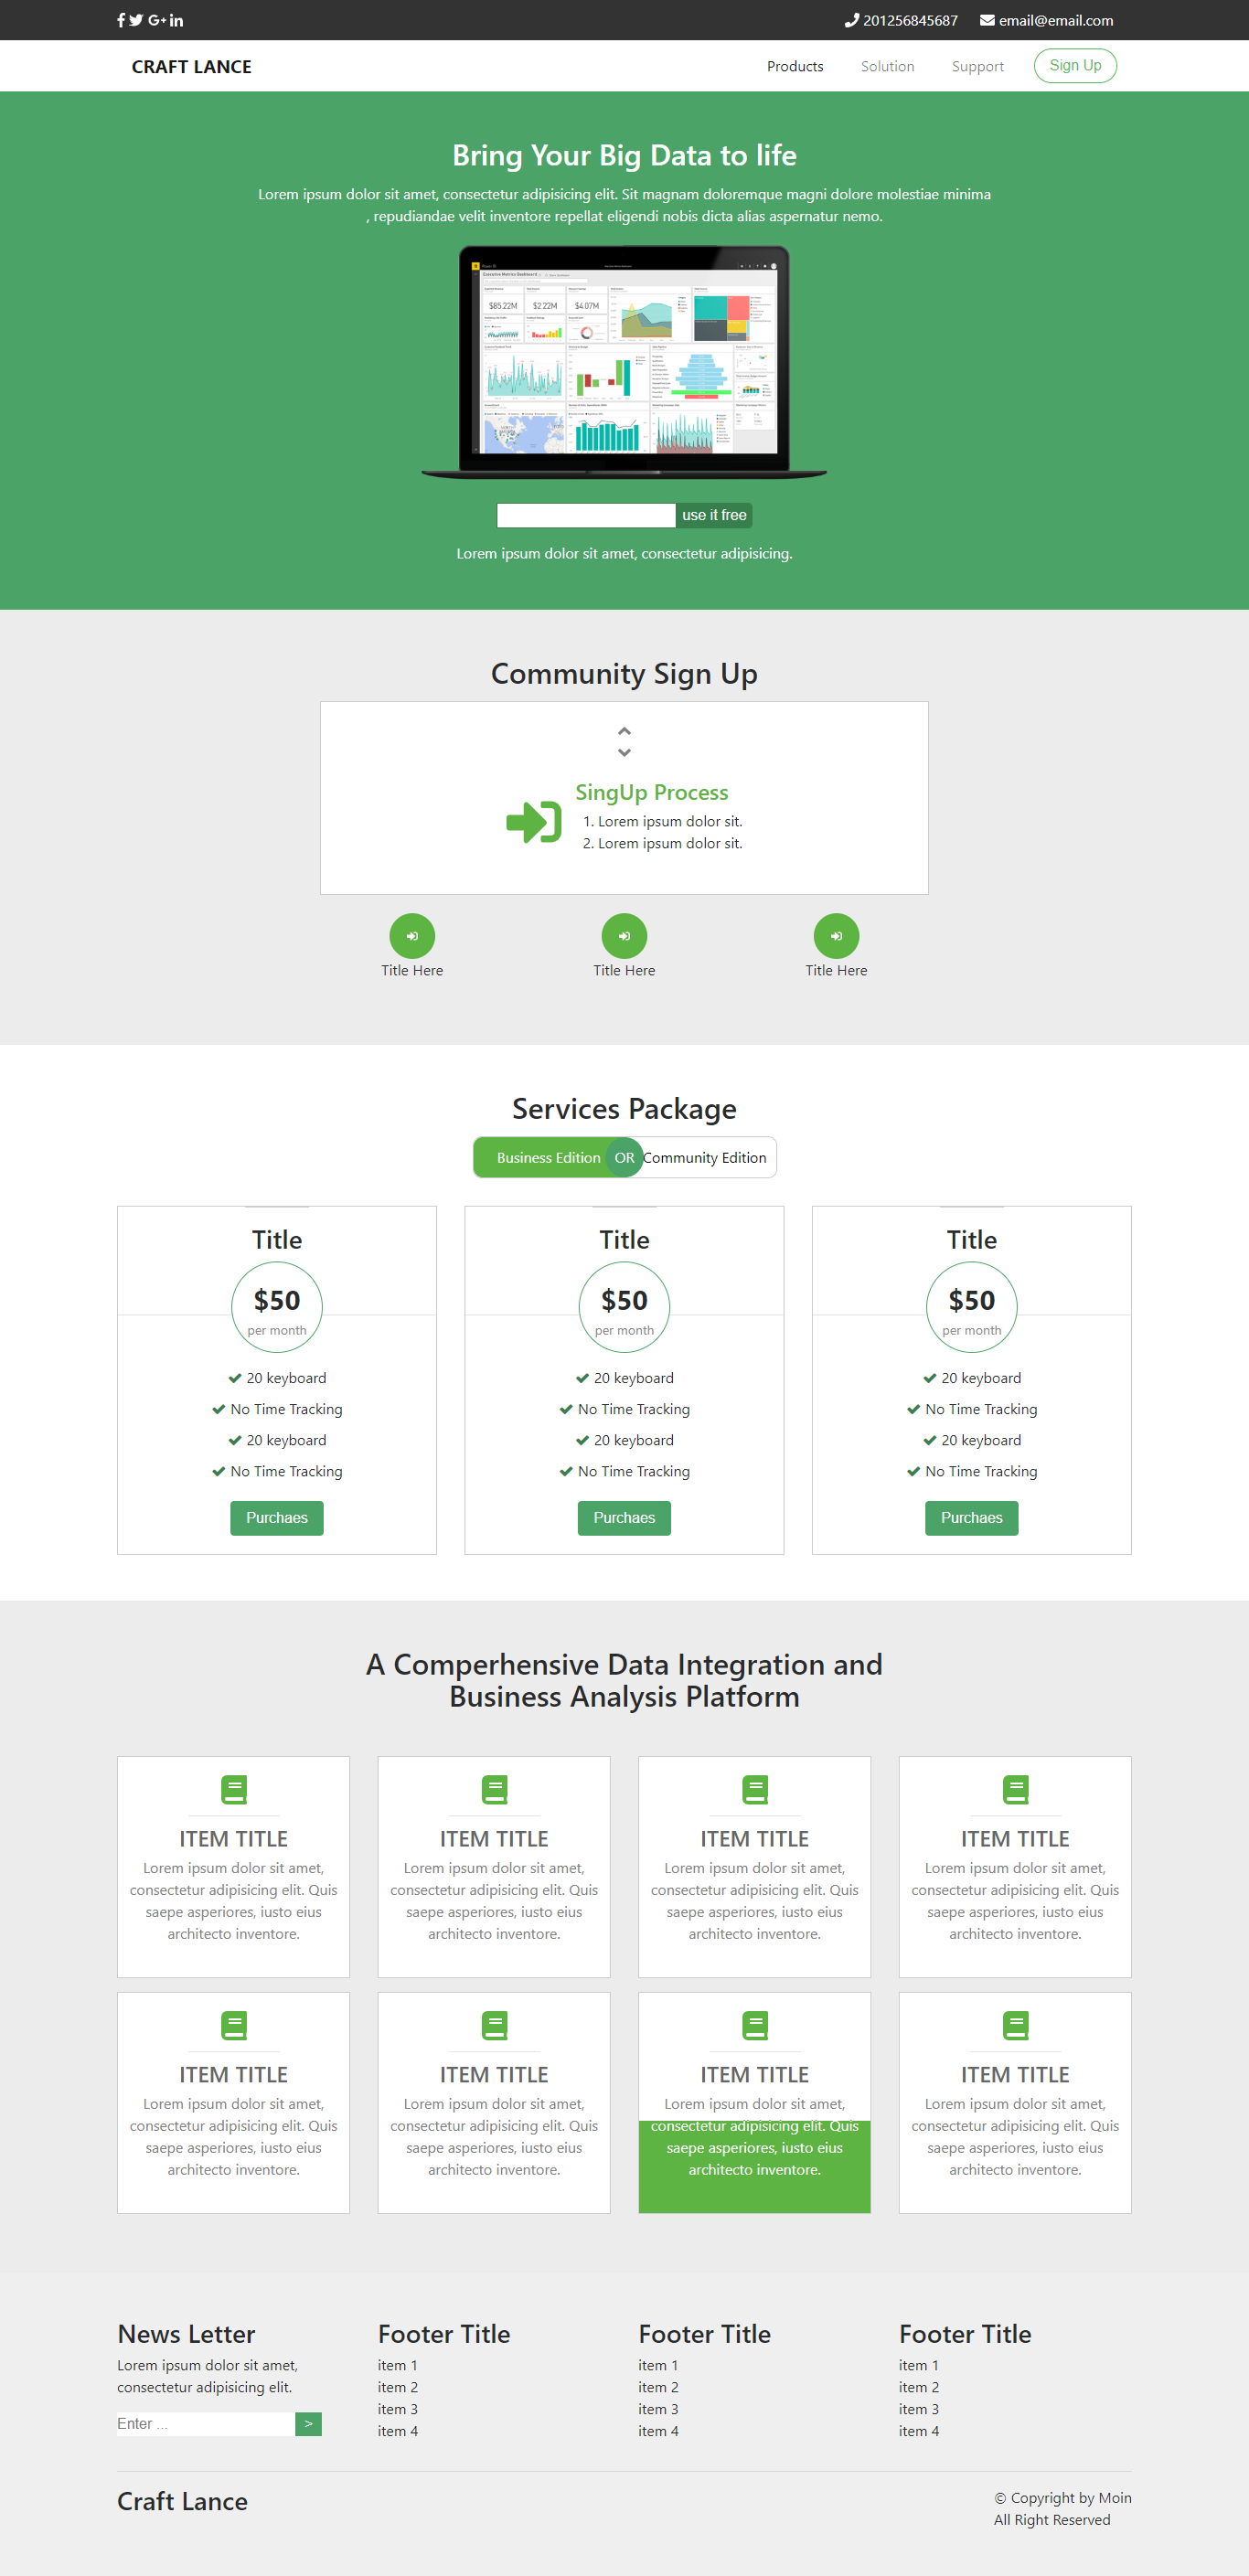 201256845687 email@email.com
CRAFT LANCE Products Solution Support Sign Up
Bring Your Big Data to life
Lorem ipsum dolor sit amet, consectetur adipisicing elit. Sit magnam doloremque magni dolore molestiae minima
, repudiandae velit inventore repellat eligendi nobis dicta alias aspernatur nemo.
$85.22M $2.22M $4.07M
use it free
Lorem ipsum dolor sit amet, consectetur adipisicing.
Community Sign Up
SingUp Process
1. Lorem ipsum dolor sit.
2. Lorem ipsum dolor sit.
Title Here Title Here Title Here
Services Package
Business Edition OR Community Edition
Title Title Title
$50 $50 $50
per month per month per month
20 keyboard 20 keyboard 20 keyboard
No Time Tracking No Time Tracking No Time Tracking
20 keyboard 20 keyboard 20 keyboard
No Time Tracking No Time Tracking No Time Tracking
Purchaes Purchaes Purchaes
A Comperhensive Data Integration and
Business Analysis Platform
ITEM TITLE ITEM TITLE ITEM TITLE ITEM TITLE
Lorem ipsum dolor sit amet, Lorem ipsum dolor sit amet, Lorem ipsum dolor sit amet, Lorem ipsum dolor sit amet,
consectetur adipisicing elit. Quis consectetur adipisicing elit. Quis consectetur adipisicing elit. Quis consectetur adipisicing elit. Quis
saepe asperiores, iusto eius saepe asperiores, iusto eius saepe asperiores, iusto eius saepe asperiores, iusto eius
architecto inventore. architecto inventore. architecto inventore. architecto inventore.
ITEM TITLE ITEM TITLE ITEM TITLE ITEM TITLE
Lorem ipsum dolor sit amet, Lorem ipsum dolor sit amet, Lorem ipsum dolor sit amet, Lorem ipsum dolor sit amet,
consectetur adipisicing elit. Quis consectetur adipisicing elit. Quis consectetur adipisicing elit. Quis consectetur adipisicing elit. Quis
saepe asperiores, iusto eius saepe asperiores, iusto eius saepe asperiores, iusto eius saepe asperiores, iusto eius
architecto inventore. architecto inventore. architecto inventore. architecto inventore.
News Letter Footer Title Footer Title Footer Title
Lorem ipsum dolor sit amet, item 1 item 1 item 1
consectetur adipisicing elit. item 2 item 2 item 2
item 3 item 3 item 3
Enter ... > item 4 item 4 item 4
Craft Lance © Copyright by Moin
All Right Reserved